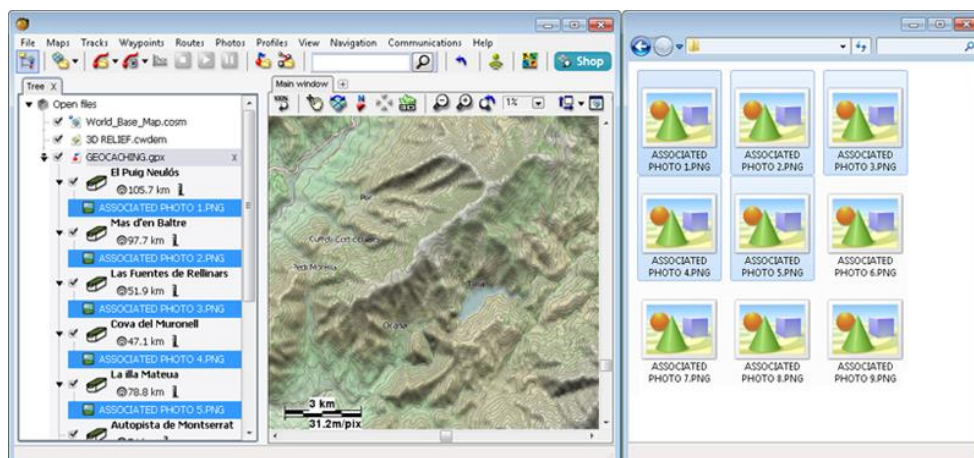 File Maps Tracks Waypoints Routes Photos Profiles View Navigation Communications Help
Shop
Tree X
Open files
World_Base_Map.cosm
3D RELIEF.cwdem
GEOCACHING.gpx x
El Puig Neulós
105.7 km
ASSOCIATED PHOTO 1.PNG
Mas d'en Baltre
97.7 km
ASSOCIATED PHOTO 2.PNG
Las Fuentes de Rellinars
51.9 km
ASSOCIATED PHOTO 3.PNG
Cova del Muronell
47.1 km
ASSOCIATED PHOTO 4.PNG
La illa Mateua
78.8 km
ASSOCIATED PHOTO 5.PNG
Autopista de Montserrat
Main window
100%
1%
3 km
31.2m/pix
ASSOCIATED
PHOTO 1.PNG
ASSOCIATED
PHOTO 2.PNG
ASSOCIATED
PHOTO 3.PNG
ASSOCIATED
PHOTO 4.PNG
ASSOCIATED
PHOTO 5.PNG
ASSOCIATED
PHOTO 6.PNG
ASSOCIATED
PHOTO 7.PNG
ASSOCIATED
PHOTO 8.PNG
ASSOCIATED
PHOTO 9.PNG